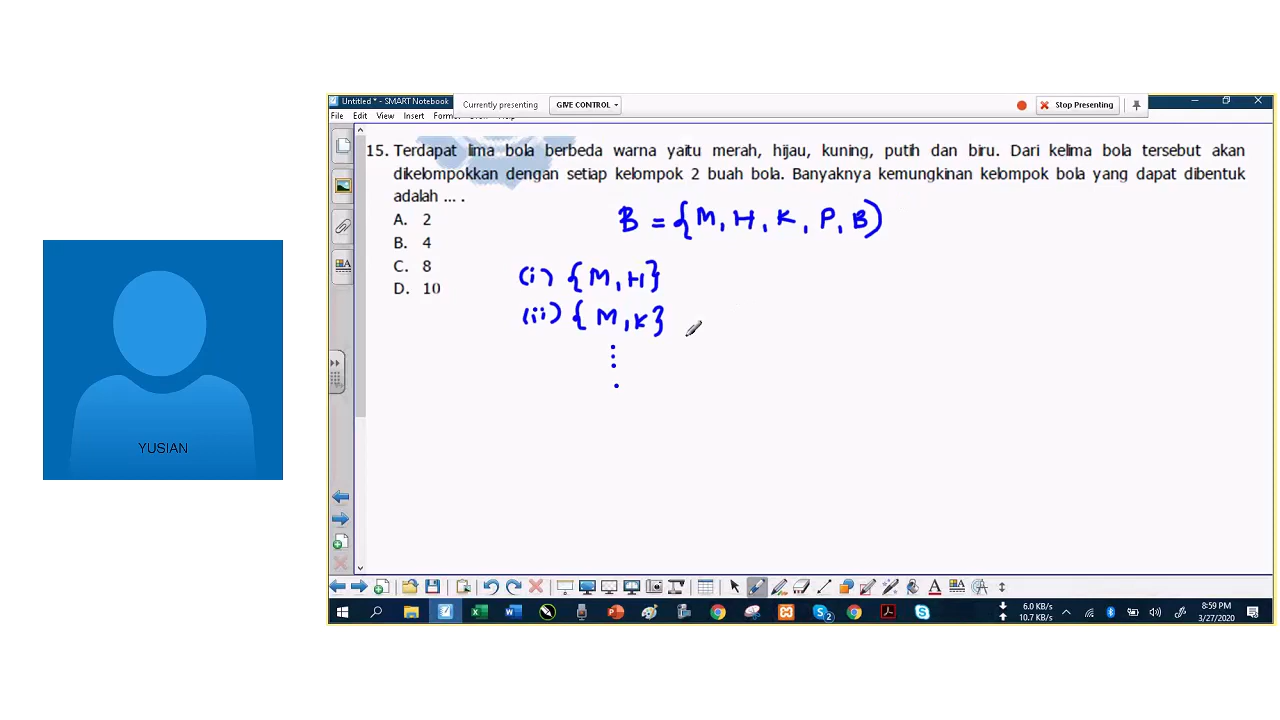 Untitled * - SMART Notebook
Currently presenting
GIVE CONTROL
Stop Presenting
File Edit View Insert
15. Terdapat lima bola berbeda warna yaitu merah, hijau, kuning, putih dan biru. Dari kelima bola tersebut akan
dikelompokkan dengan setiap kelompok 2 buah bola. Banyaknya kemungkinan kelompok bola yang dapat dibentuk
adalah ... .
B = {M, H, K, P, B)
A. 2
B. 4
C. 8
D. 10
(i) {M, H}
(ii) {M, K}
YUSIAN
6.0 KB/s
10.7 KB/s
8:59 PM
3/27/2020